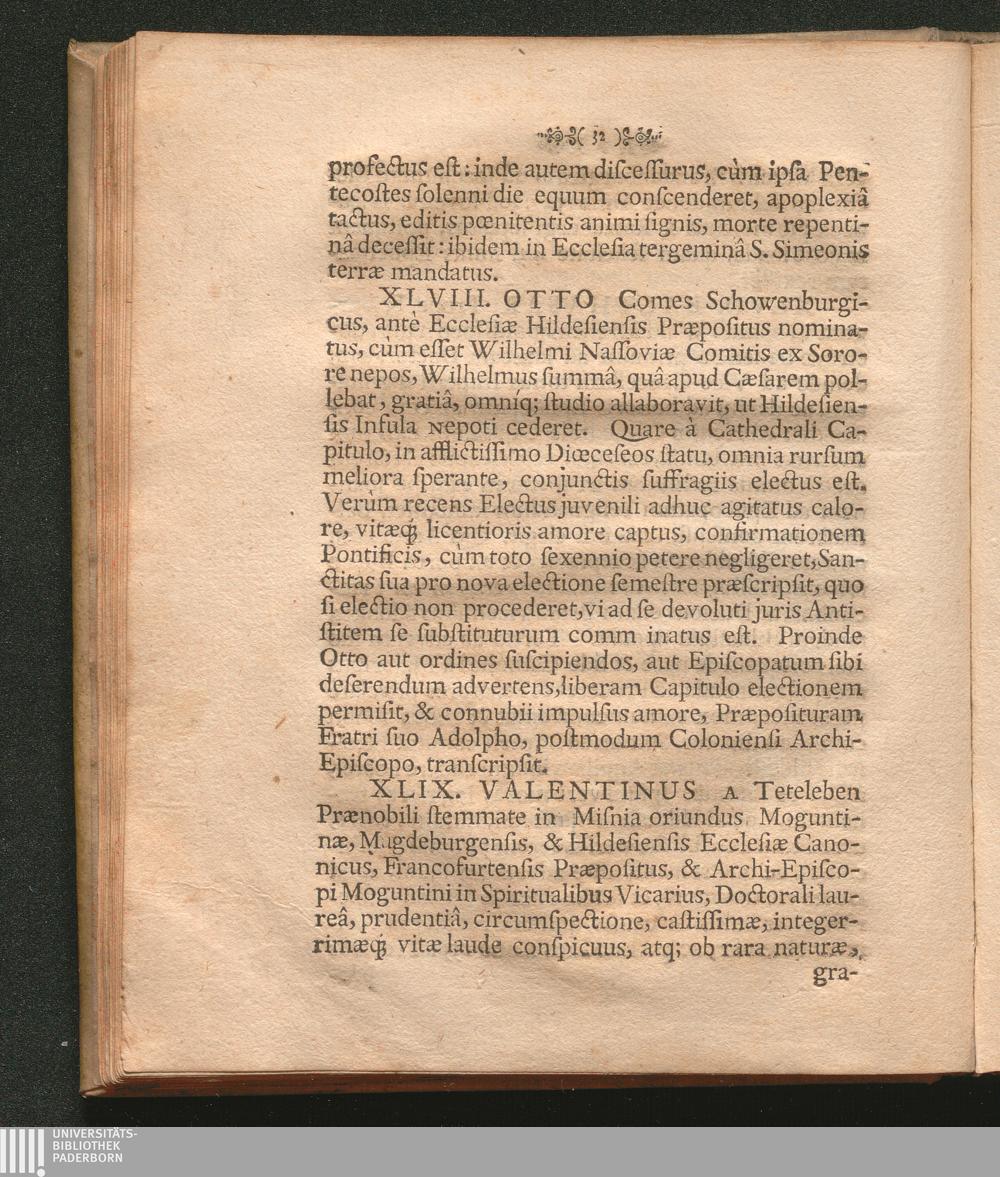 ( 32 )
profectus eſt: inde autem diſceſſurus, cùm ipſa Pen-
tecoſtes ſolenni die equum conſcenderet, apoplexiâ
tactus, editis pœnitentis animi ſignis, morte repenti-
nâ deceſſit: ibidem in Eccleſia tergeminâ S. Simeonis
terræ mandatus.
XLVIII. OTTO Comes Schowenburgi-
cus, antè Eccleſiæ Hildeſienſis Præpoſitus nomina-
tus, cùm eſſet Wilhelmi Naſſoviæ Comitis ex Soro-
re nepos, Wilhelmus ſummâ, quâ apud Cæſarem pol-
lebat, gratiâ, omniq; ſtudio allaboravit, ut Hildeſien-
ſis Inſula Nepoti cederet. Quare à Cathedrali Ca-
pitulo, in afflictiſſimo Diœceſeos ſtatu, omnia rurſum
meliora ſperante, conjunctis ſuffragiis electus eſt.
Verùm recens Electus juvenili adhuc agitatus calo-
re, vitæq; licentioris amore captus, confirmationem
Pontificis, cùm toto ſexennio petere negligeret, San-
ctitas ſua pro nova electione ſemeſtre præſcripſit, quo
ſi electio non procederet, vi ad ſe devoluti juris Anti-
ſtitem ſe ſubſtituturum comm inatus eſt. Proinde
Otto aut ordines ſuſcipiendos, aut Epiſcopatum ſibi
deſerendum advertens, liberam Capitulo electionem
permiſit, & connubii impulſus amore, Præpoſituram
Fratri ſuo Adolpho, poſtmodum Colonienſi Archi-
Epiſcopo, tranſcripſit.
XLIX. VALENTINUS A Teteleben
Prænobili ſtemmate in Miſnia oriundus Mogunti-
næ, Magdeburgenſis, & Hildeſienſis Eccleſiæ Cano-
nicus, Francofurtenſis Præpoſitus, & Archi-Epiſco-
pi Moguntini in Spiritualibus Vicarius, Doctorali lau-
reâ, prudentiâ, circumſpectione, caſtiſſimæ, integer-
rimæq; vitæ laude conſpicuus, atq; ob rara naturæ,
gra-
UNIVERSITÄTS-
BIBLIOTHEK
PADERBORN